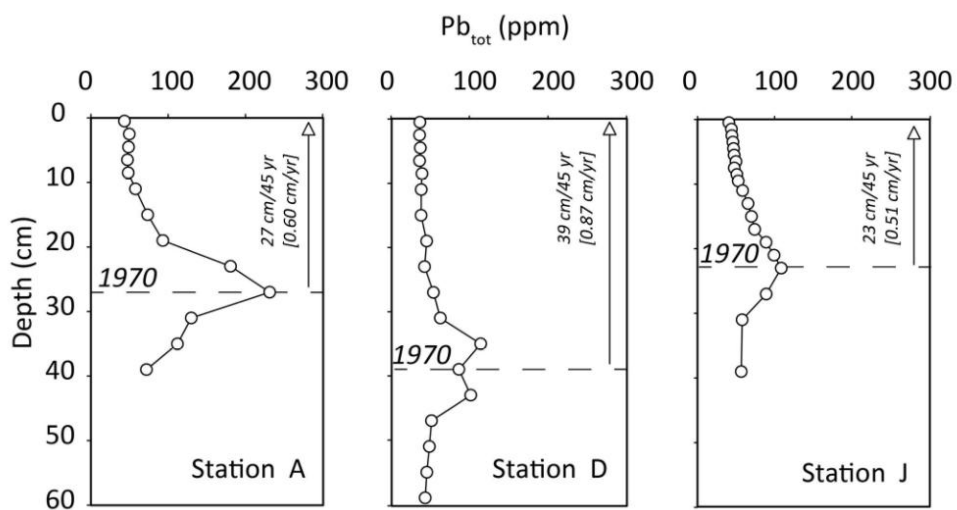 Pb_tot (ppm)
0 100 200 300 0 100 200 300 0 100 200 300
0
10
20
30
40
50
60
Depth (cm)
27 cm/45 yr
[0.60 cm/yr]
1970
Station A
39 cm/45 yr
[0.87 cm/yr]
1970
Station D
23 cm/45 yr
[0.51 cm/yr]
1970
Station J